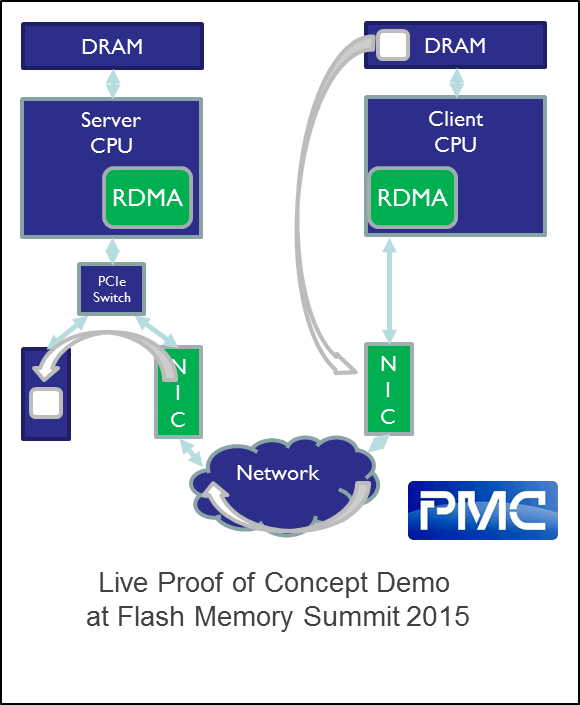 DRAM
Server
CPU
RDMA
PCIe
Switch
N
I
C
DRAM
Client
CPU
RDMA
N
I
C
Network
PMC
Live Proof of Concept Demo
at Flash Memory Summit 2015